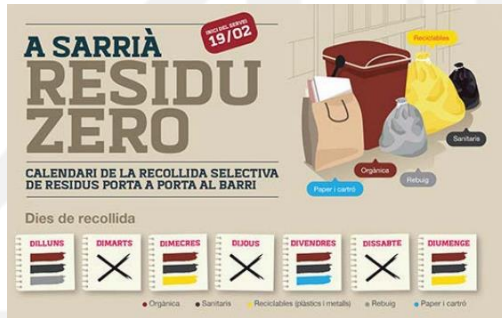 A SARRIÀ
RESIDU
ZERO
INICI DEL SERVEI
19/02
CALENDARI DE LA RECOLLIDA SELECTIVA
DE RESIDUS PORTA A PORTA AL BARRI
Reciclables
Sanitaris
Orgànica
Rebuig
Paper i cartró
Dies de recollida
DILLUNS DIMARTS DIMECRES DIJOUS DIVENDRES DISSABTE DIUMENGE
Orgànica Sanitaris Reciclables (plàstics i metalls) Rebuig Paper i cartró